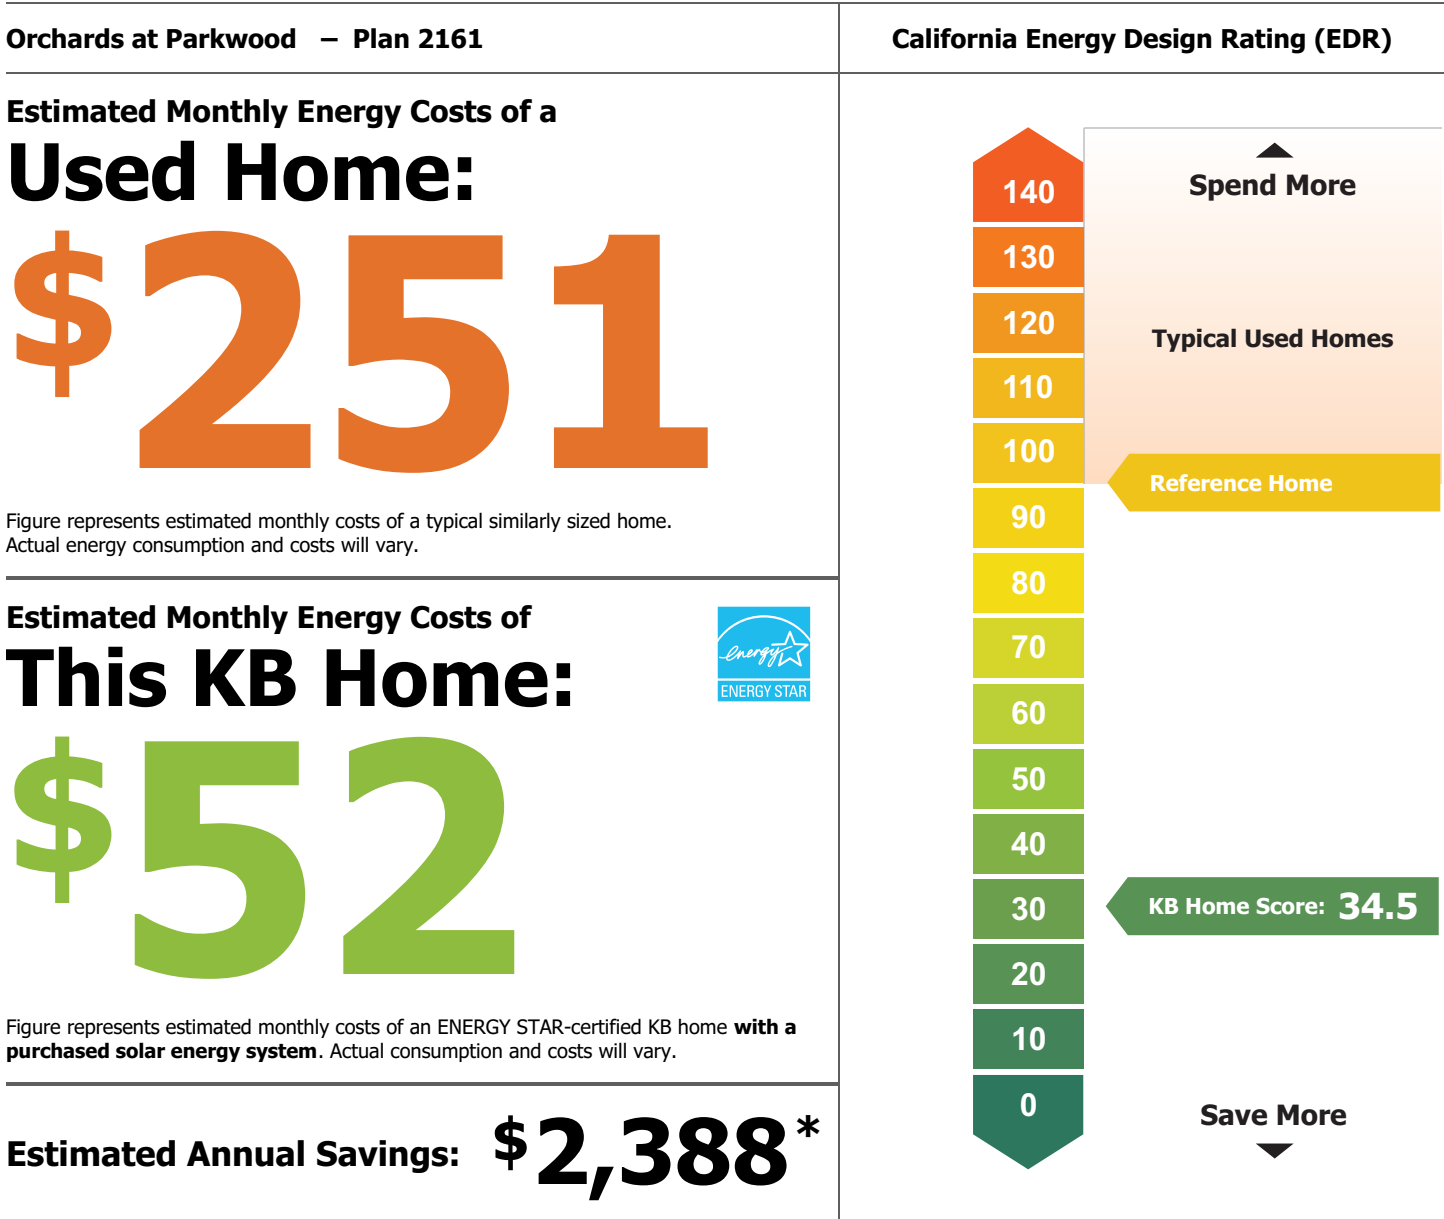 Orchards at Parkwood – Plan 2161
Estimated Monthly Energy Costs of a
Used Home:
$251
Figure represents estimated monthly costs of a typical similarly sized home.
Actual energy consumption and costs will vary.
Estimated Monthly Energy Costs of
This KB Home:
energy
ENERGY STAR
$52
Figure represents estimated monthly costs of an ENERGY STAR-certified KB home with a
purchased solar energy system. Actual consumption and costs will vary.
Estimated Annual Savings: $2,388*
California Energy Design Rating (EDR)
Spend More
140
130
120
Typical Used Homes
110
100
Reference Home
90
80
70
60
50
40
30
KB Home Score: 34.5
20
10
0
Save More